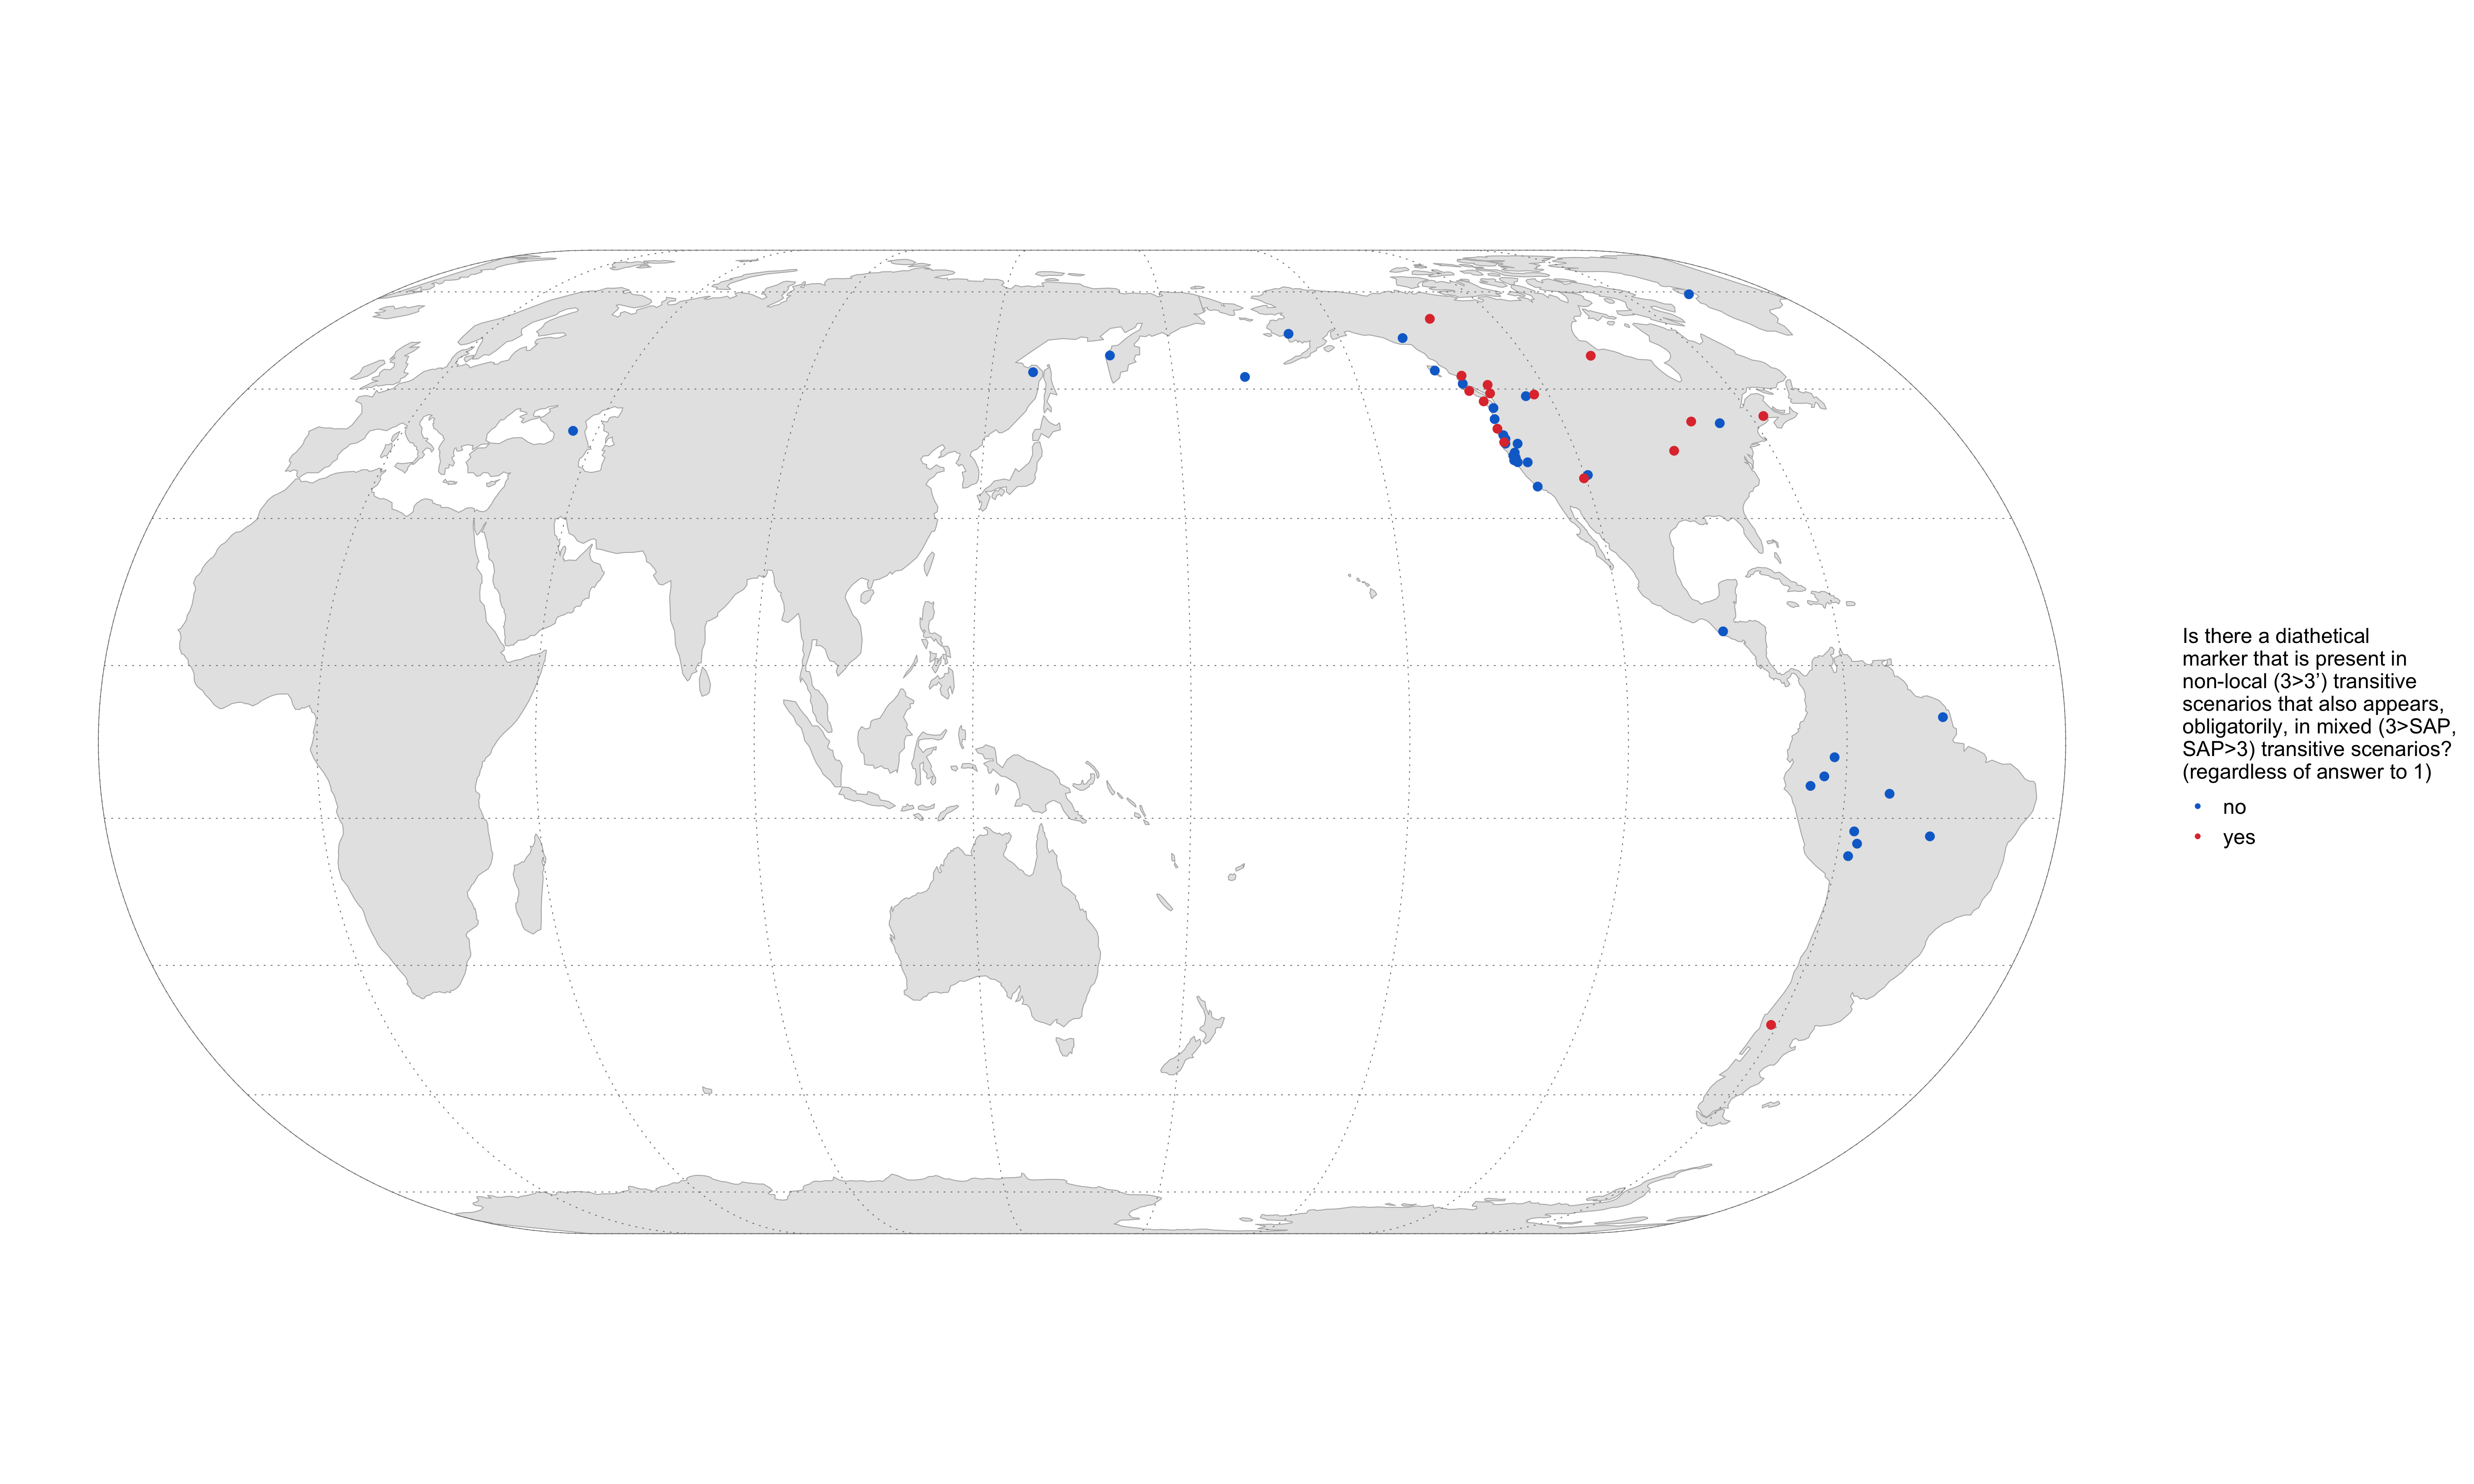 Is there a diathetical
marker that is present in
non-local (3>3’) transitive
scenarios that also appears,
obligatorily, in mixed (3>SAP,
SAP>3) transitive scenarios?
(regardless of answer to 1)
no
yes